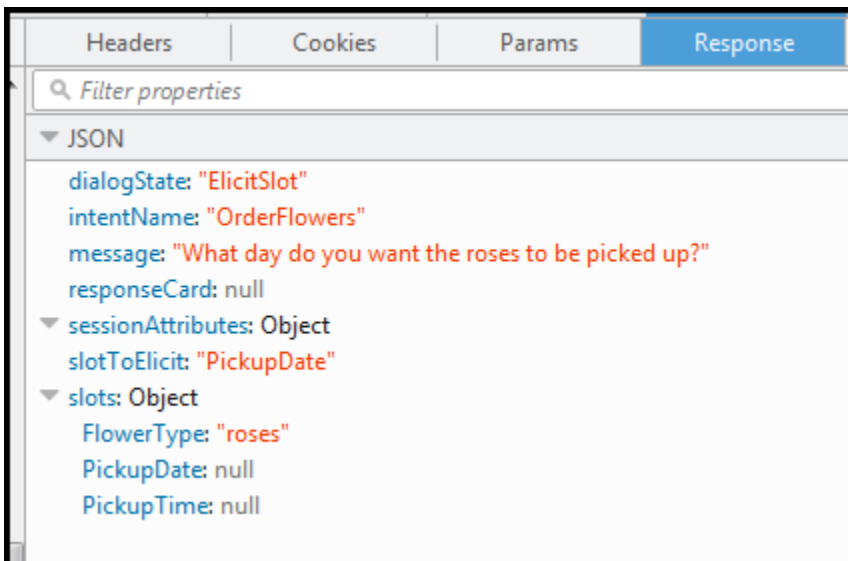 Headers Cookies Params Response
Filter properties
JSON
dialogState: "ElicitSlot"
intentName: "OrderFlowers"
message: "What day do you want the roses to be picked up?"
responseCard: null
sessionAttributes: Object
slotToElicit: "PickupDate"
slots: Object
FlowerType: "roses"
PickupDate: null
PickupTime: null